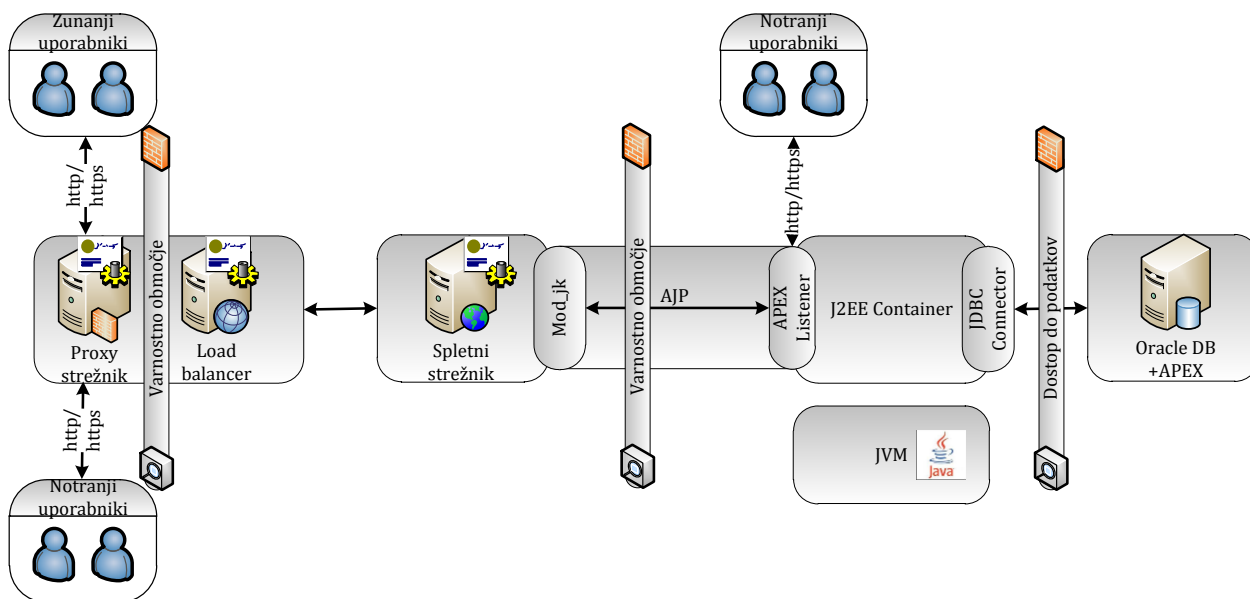 Zunanji
uporabniki
http/
https
Proxy
strežnik
Varnostno območje
Load
balancer
http/
https
Notranji
uporabniki
Spletni
strežnik
Mod_jk
Varnostno območje
AJP
Notranji
uporabniki
http/https
APEX
Listener
J2EE Container
JDBC
Connector
JVM
Java
Dostop do podatkov
Oracle DB
+APEX